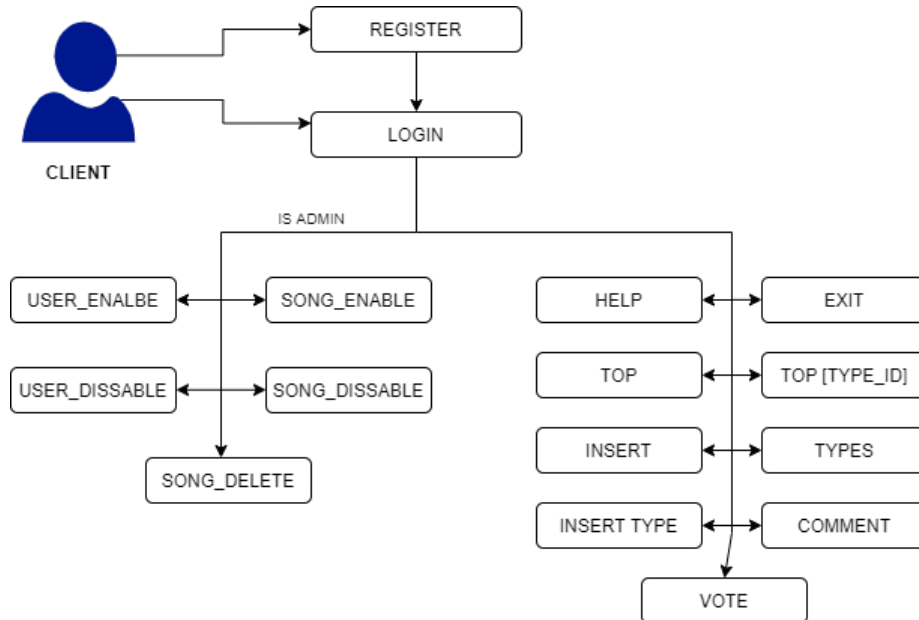 REGISTER
LOGIN
CLIENT
IS ADMIN
USER_ENALBE
SONG_ENABLE
USER_DISSABLE
SONG_DISSABLE
SONG_DELETE
HELP
EXIT
TOP
TOP [TYPE_ID]
INSERT
TYPES
INSERT TYPE
COMMENT
VOTE